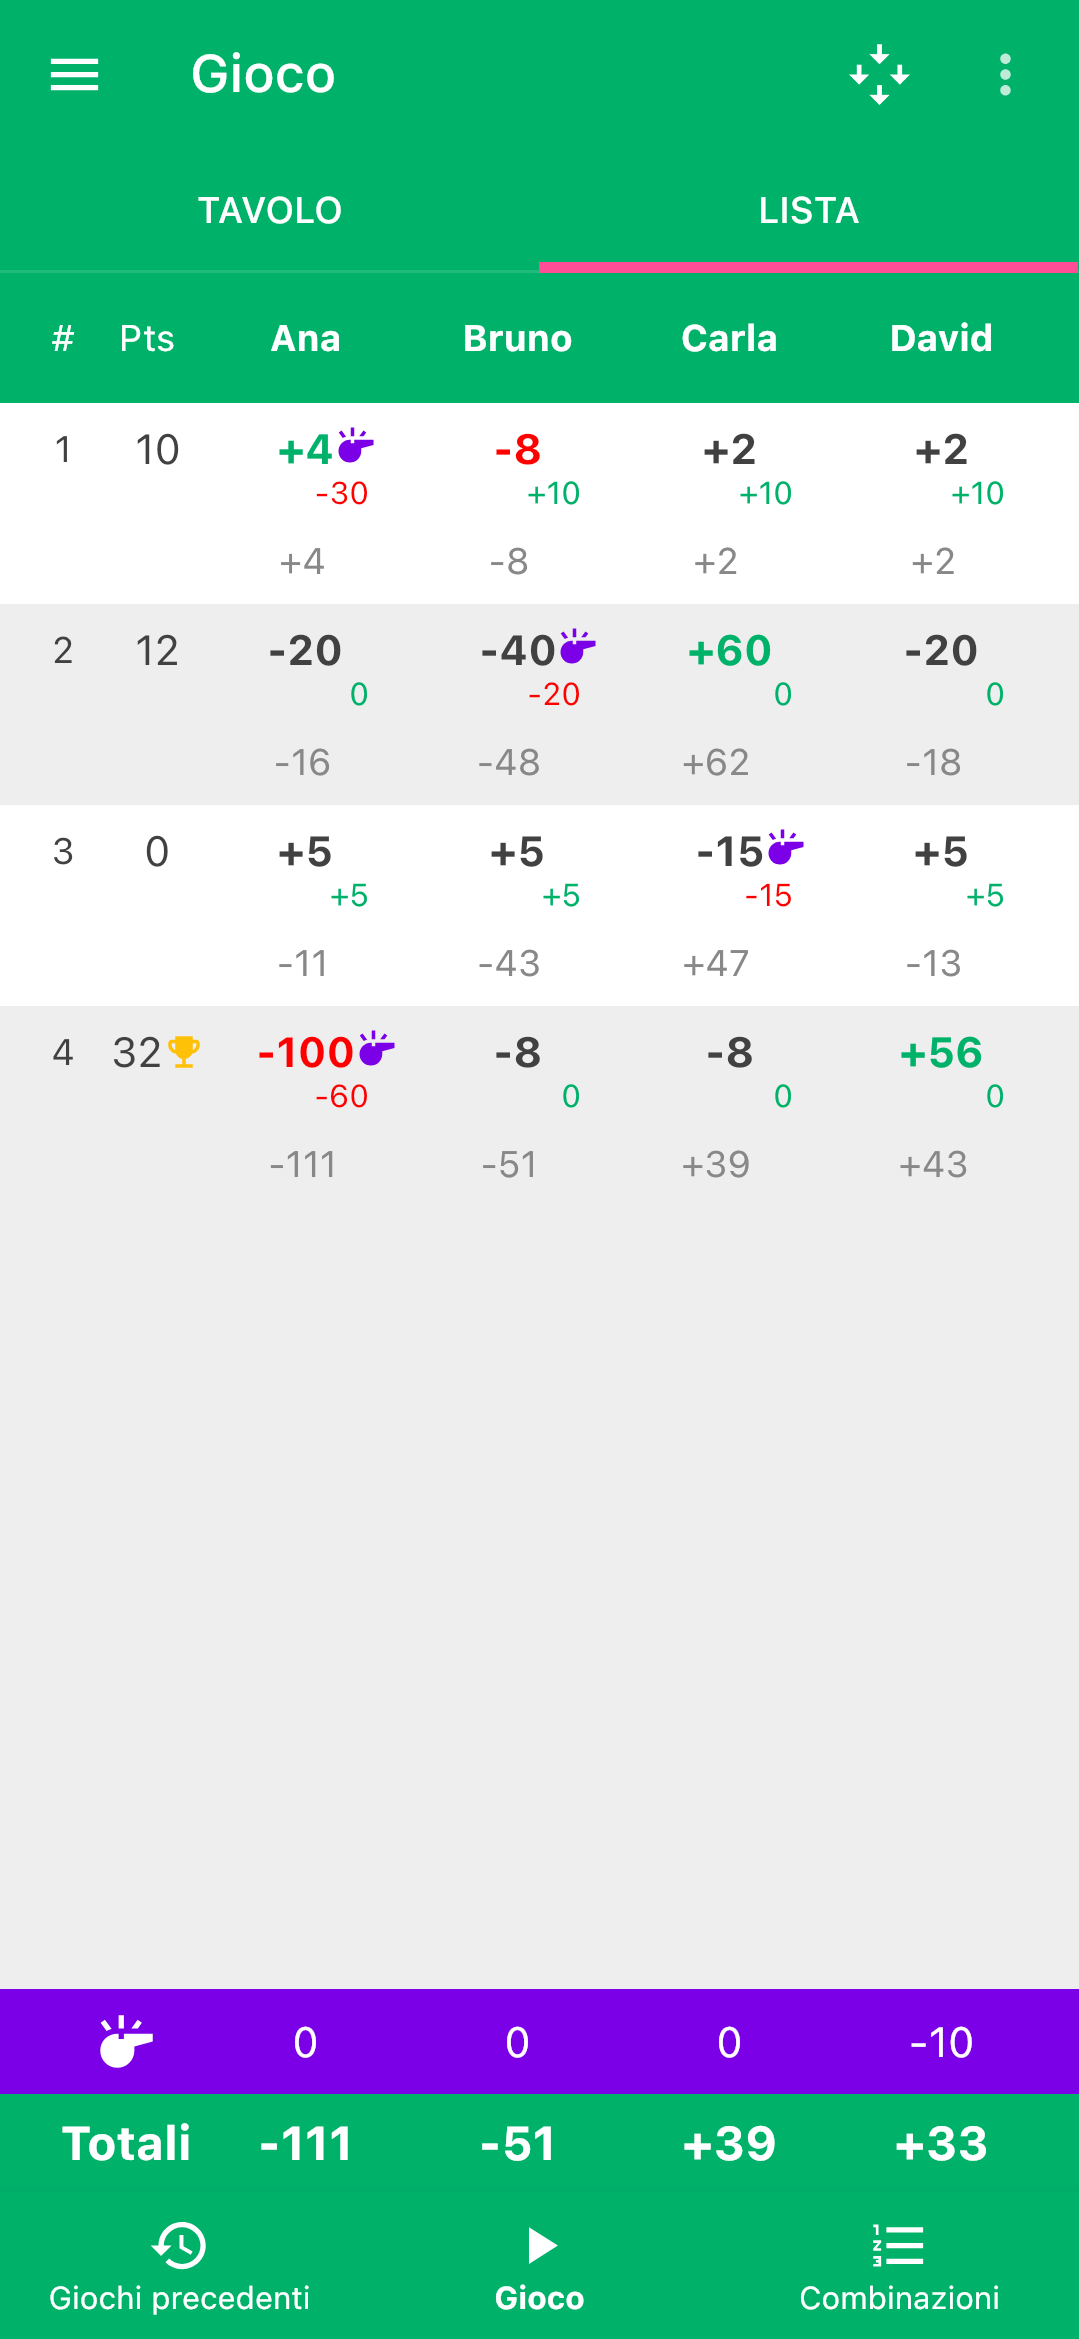 Gioco
TAVOLO LISTA
# Pts Ana Bruno Carla David
1 10 +4 -8 +2 +2
-30 +10 +10 +10
+4 -8 +2 +2
2 12 -20 -40 +60 -20
0 -20 0 0
-16 -48 +62 -18
3 0 +5 +5 -15 +5
+5 +5 -15 +5
-11 -43 +47 -13
4 32 -100 -8 -8 +56
-60 0 0 0
-111 -51 +39 +43
0 0 0 -10
Totali -111 -51 +39 +33
Giochi precedenti Gioco Combinazioni